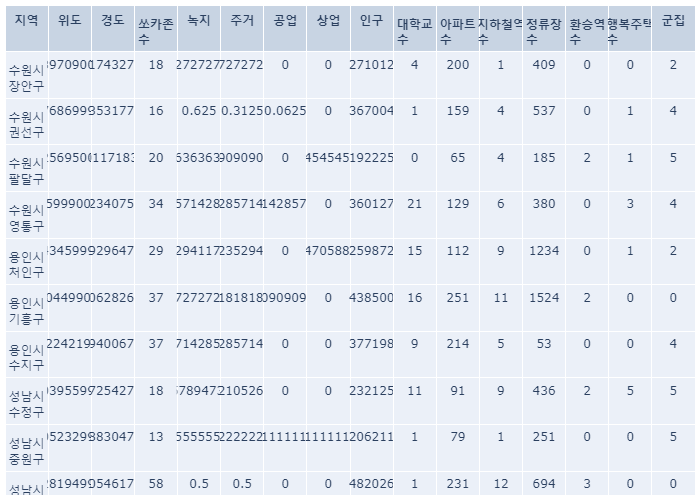 지역 위도 경도 쏘카존 녹지 주거 공업 상업 인구 대학교 아파트 지하철역 정류장 환승역 행복주택 군집
수 수 수 수 수 수 수
수원시 970900 174327 18 272727 727272 0 0 271012 4 200 1 409 0 0 2
장안구
수원시 768699 353177 16 0.625 0.3125 0.0625 0 367004 1 159 4 537 0 1 4
권선구
수원시 569500 117183 20 636363 909090 0 454545 192225 0 65 4 185 2 1 5
팔달구
수원시 599900 234075 34 571428 285714 142857 0 360127 21 129 6 380 0 3 4
영통구
용인시 334599 929647 29 294117 235294 0 470588 259872 15 112 9 1234 0 1 2
처인구
용인시 044990 062826 37 727272 181818 090909 0 438500 16 251 11 1524 2 0 0
기흥구
용인시 224219 940067 37 714285 285714 0 0 377198 9 214 5 53 0 0 4
수지구
성남시 395599 725427 18 578947 210526 0 0 232125 11 91 9 436 2 5 5
수정구
성남시 523299 383047 13 555555 222222 111111 111111 206211 1 79 1 251 0 0 5
중원구
성남시 281949 054617 58 0.5 0.5 0 0 482026 1 231 12 694 3 0 0